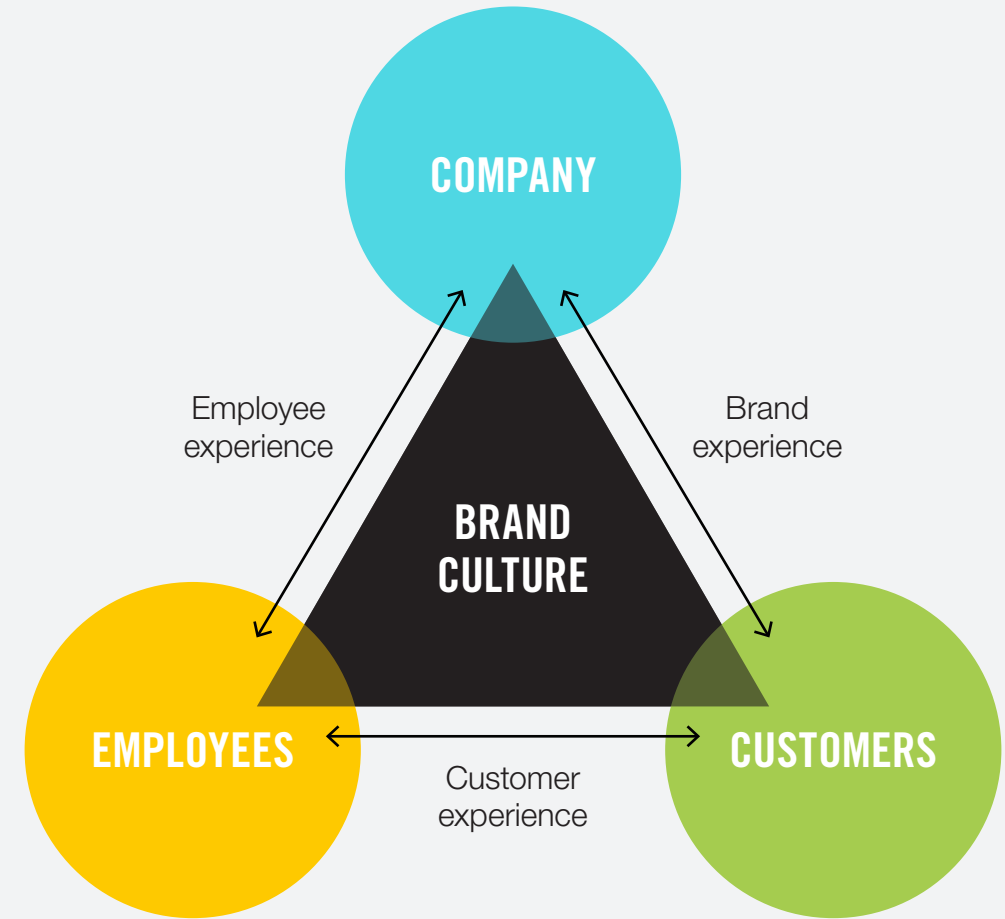 COMPANY
Employee
experience
Brand
experience
BRAND
CULTURE
EMPLOYEES
CUSTOMERS
Customer
experience